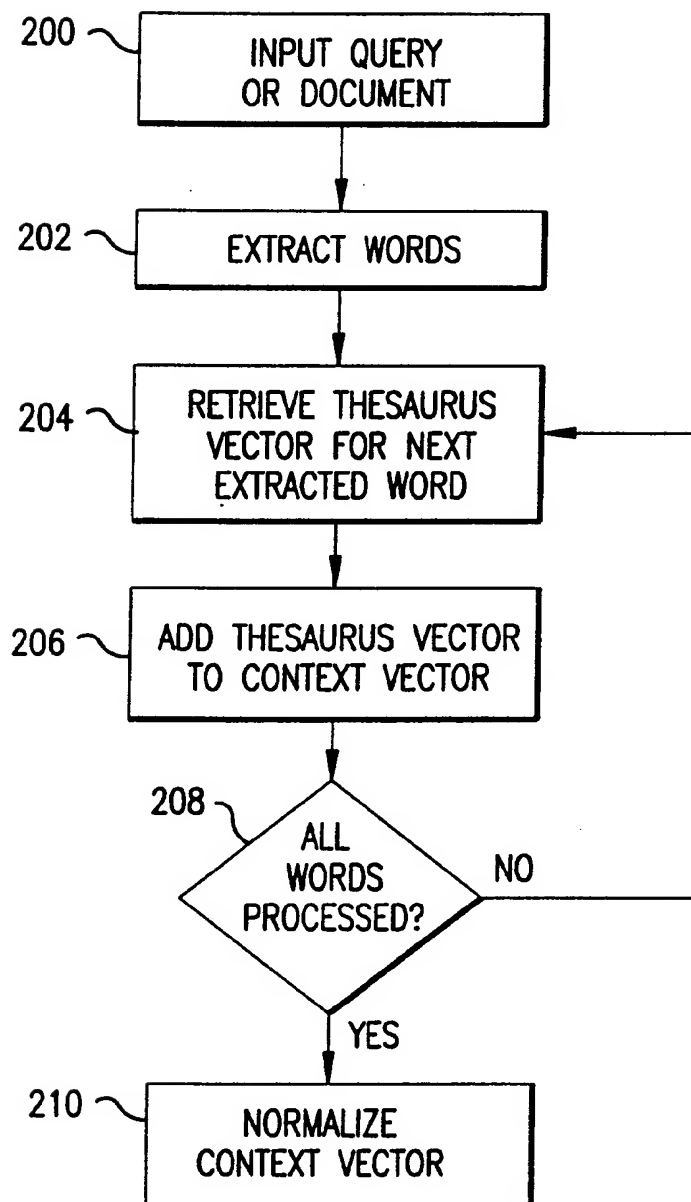 200
INPUT QUERY
OR DOCUMENT
202
EXTRACT WORDS
204
RETRIEVE THESAURUS
VECTOR FOR NEXT
EXTRACTED WORD
206
ADD THESAURUS VECTOR
TO CONTEXT VECTOR
208
ALL
WORDS
PROCESSED?
NO
YES
210
NORMALIZE
CONTEXT VECTOR